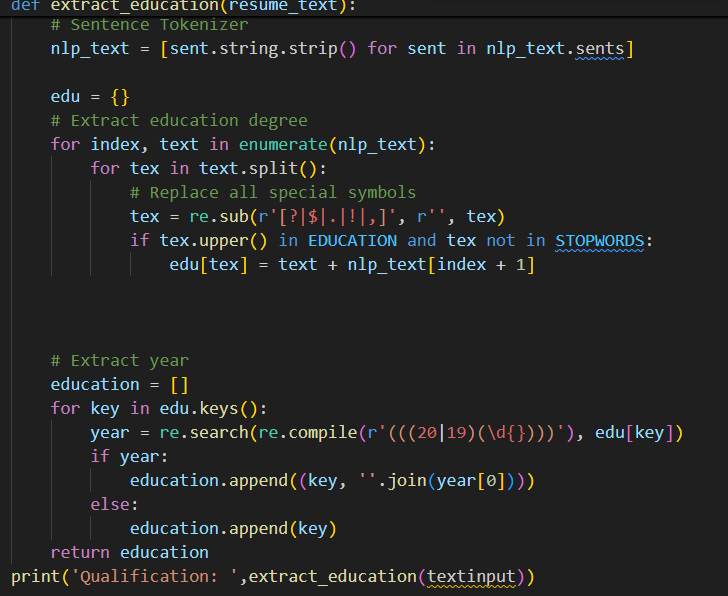 def extract_education(resume_text):
    # Sentence Tokenizer
    nlp_text = [sent.string.strip() for sent in nlp_text.sents]
    edu = {}
    # Extract education degree
    for index, text in enumerate(nlp_text):
        for tex in text.split():
            # Replace all special symbols
            tex = re.sub(r'[?|$|.|!|,]', r'', tex)
            if tex.upper() in EDUCATION and tex not in STOPWORDS:
                edu[tex] = text + nlp_text[index + 1]
    # Extract year
    education = []
    for key in edu.keys():
        year = re.search(re.compile(r'(((20|19)(\d{})))'), edu[key])
        if year:
            education.append((key, ''.join(year[0])))
        else:
            education.append(key)
    return education
print('Qualification: ',extract_education(textinput))